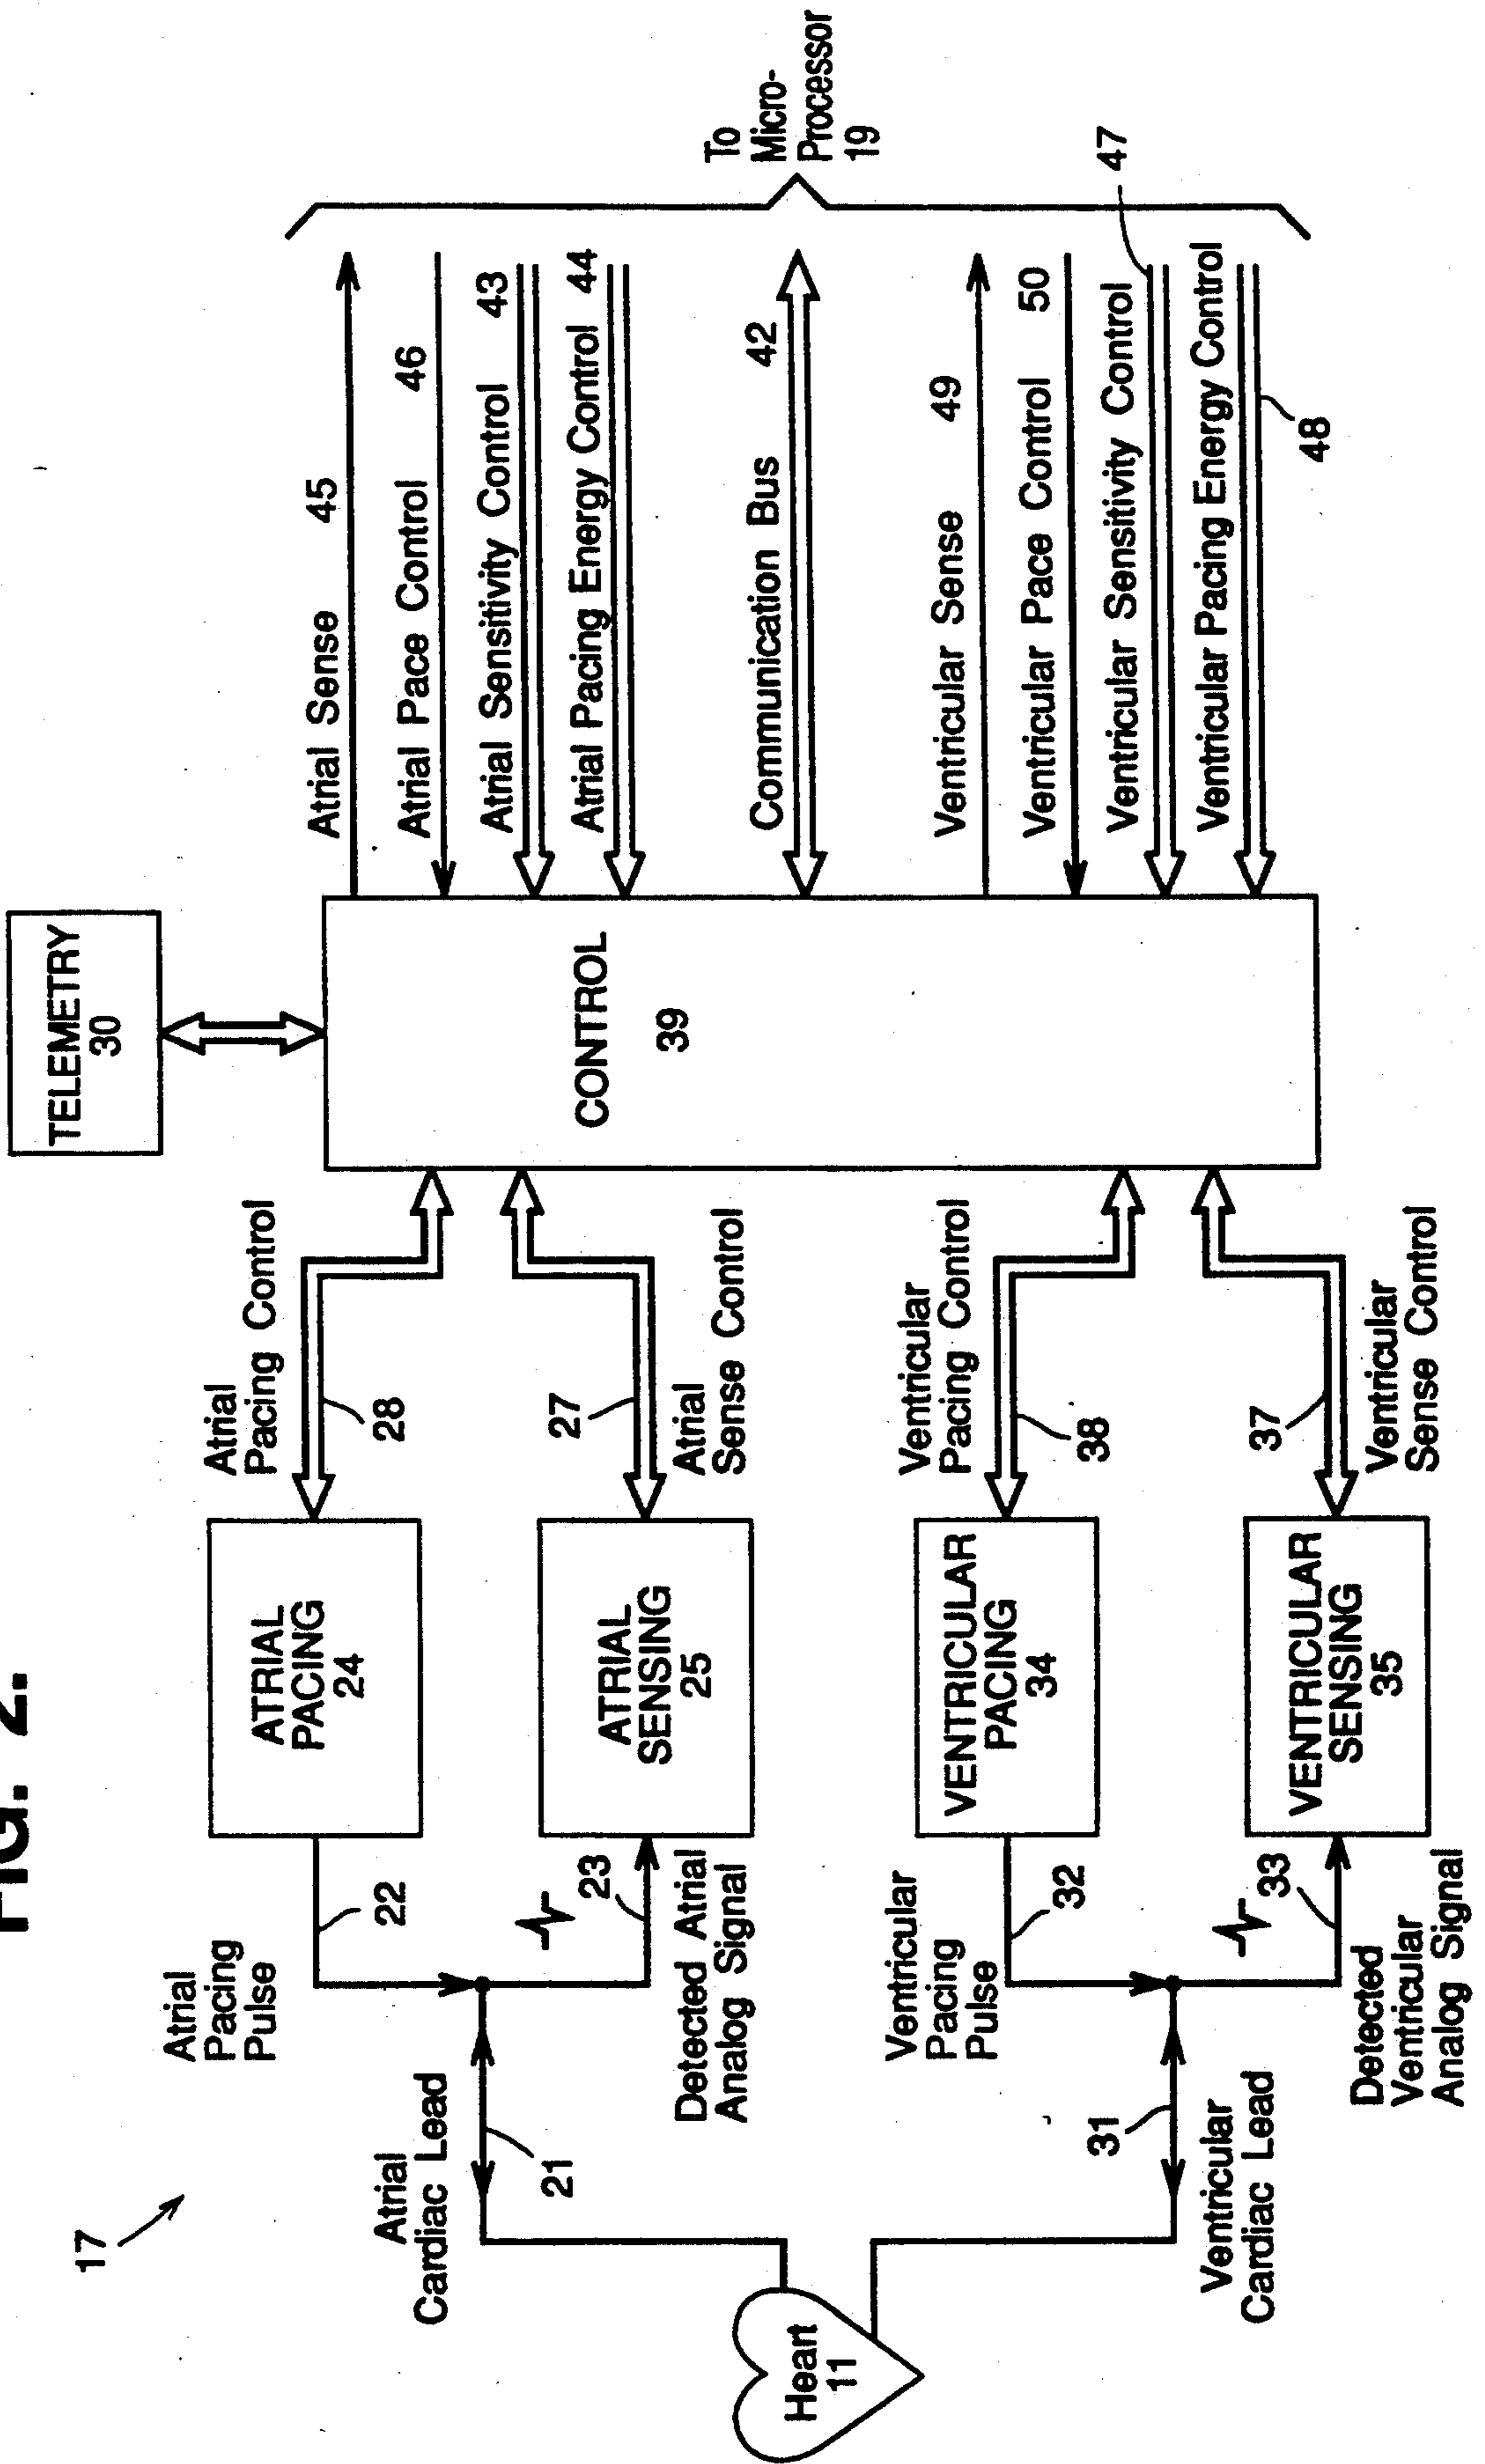 FIG. 2.
17
TELEMETRY
30
Atrial
Pacing
Pulse
22
ATRIAL
PACING
24
Atrial
Pacing Control
28
Atrial
Cardiac Lead
21
23
Detected Atrial
Analog Signal
ATRIAL
SENSING
25
27
Atrial
Sense Control
Heart
11
CONTROL
39
Atrial Sense 45
Atrial Pace Control 46
Atrial Sensitivity Control 43
Atrial Pacing Energy Control 44
Communication Bus 42
To
Micro-
Processor
19
Ventricular Sense 49
Ventricular Pace Control 50
Ventricular Sensitivity Control
47
Ventricular Pacing Energy Control
48
Ventricular
Pacing
Pulse
32
VENTRICULAR
PACING
34
Ventricular
Pacing Control
38
31
Ventricular
Cardiac Lead
33
Detected
Ventricular
Analog Signal
VENTRICULAR
SENSING
35
37
Ventricular
Sense Control